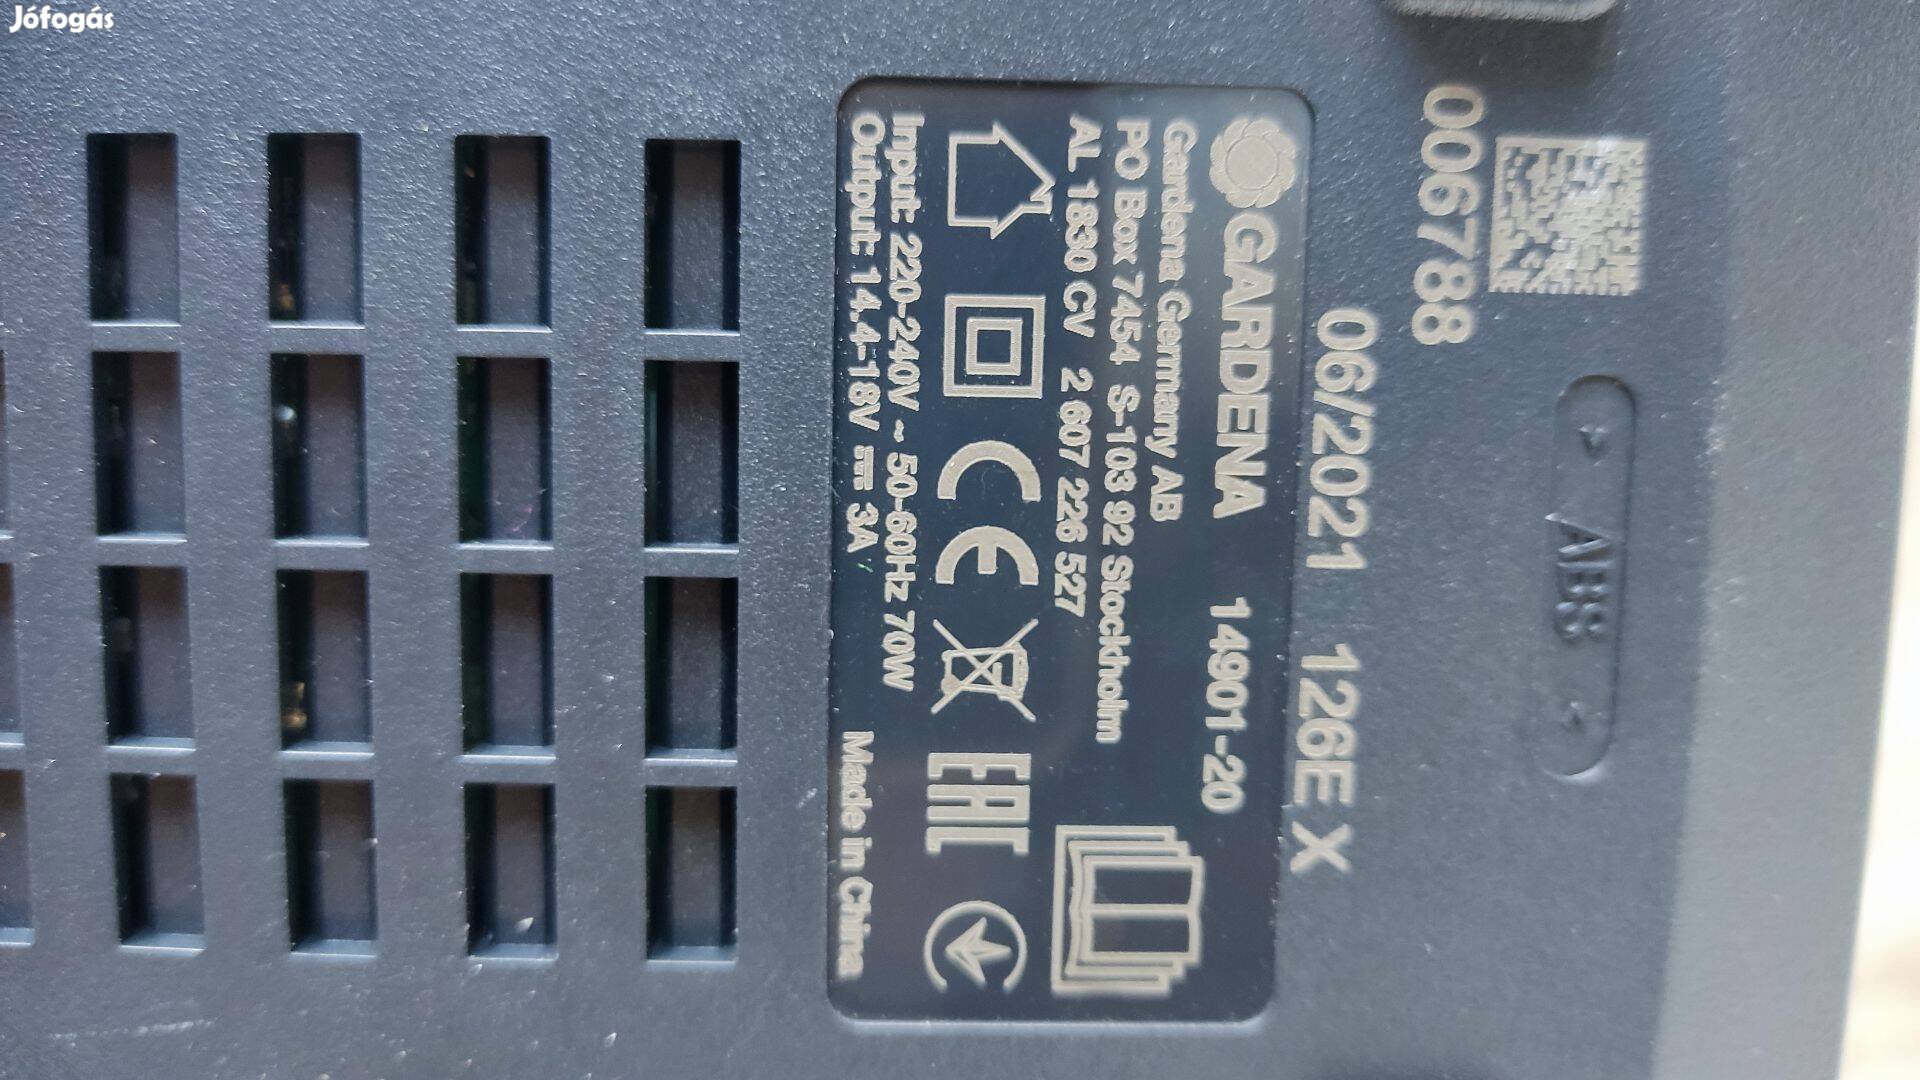 Jófogás
006788
> ABS <
06/2021 126E X
GARDENA 14901-20
Gardena Germany AB
PO Box 7454 S-103 92 Stockholm
AL 1830 CV 2 607 226 527
CE EAC
Input: 220-240V ~ 50-60Hz 70W
Output: 14.4-18V ⎓ 3A Made in China